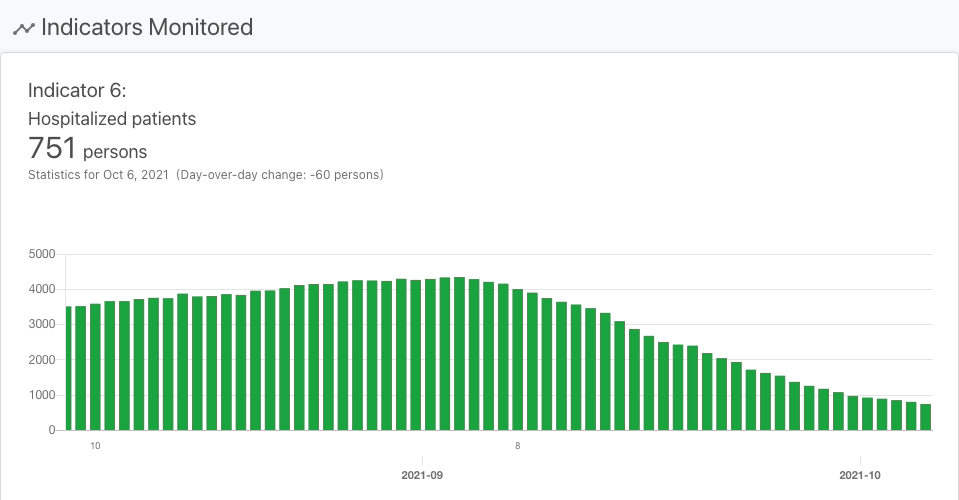 Indicators Monitored
Indicator 6:
Hospitalized patients
751 persons
Statistics for Oct 6, 2021 (Day-over-day change: -60 persons)
5000
4000
3000
2000
1000
0
10 8
2021-09 2021-10